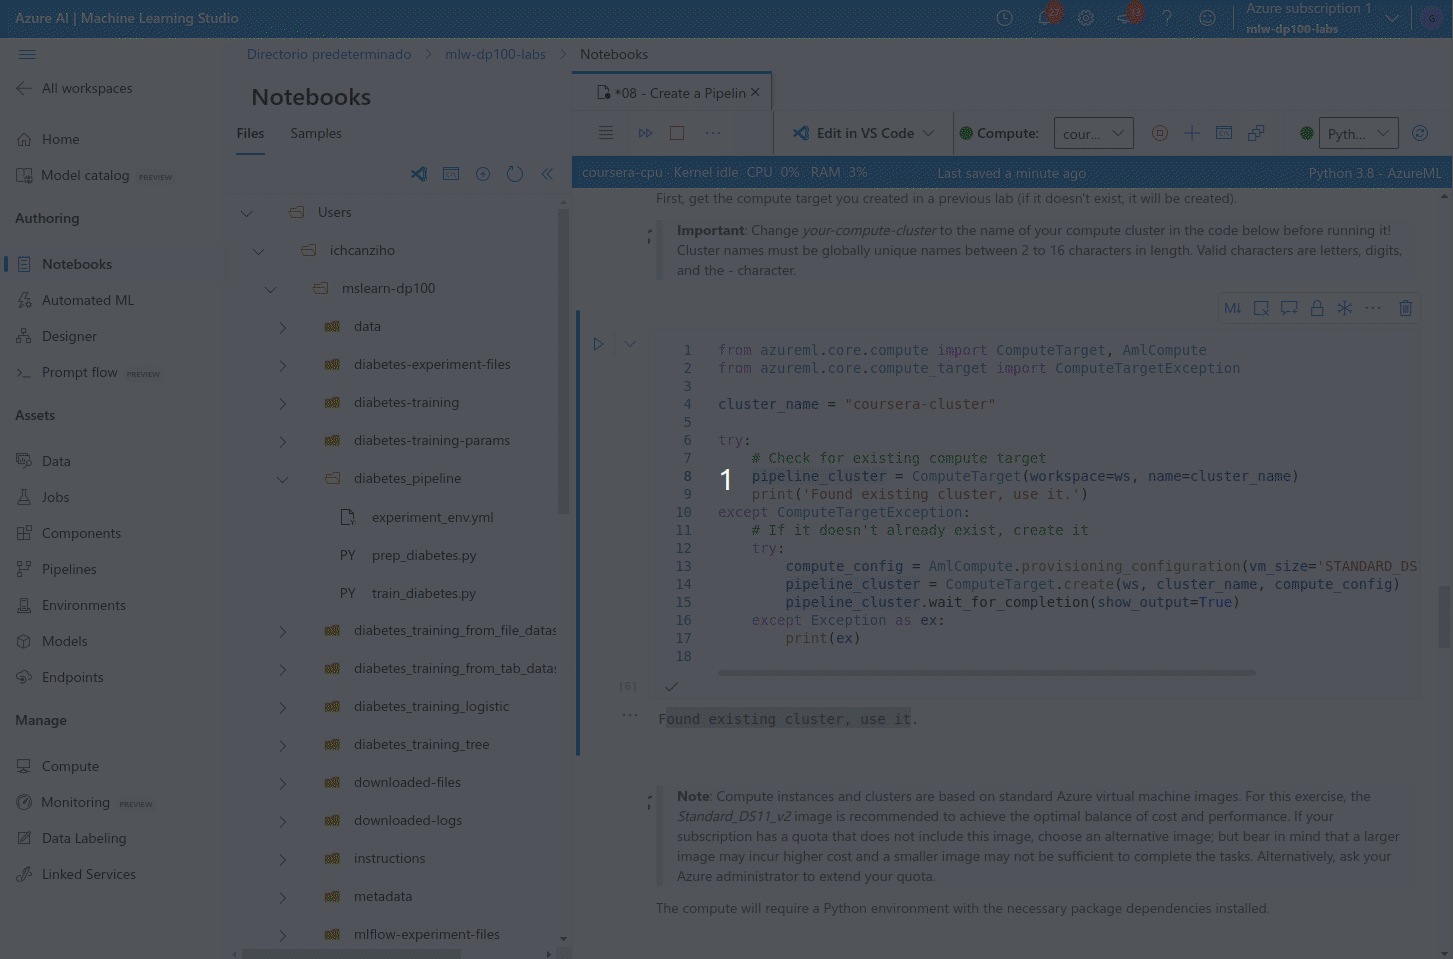 Azure AI | Machine Learning Studio
27
13
?
Azure subscription 1
mlw-dp100-labs
All workspaces
Home
Model catalog PREVIEW
Authoring
Notebooks
Automated ML
Designer
Prompt flow PREVIEW
Assets
Data
Jobs
Components
Pipelines
Environments
Models
Endpoints
Manage
Compute
Monitoring PREVIEW
Data Labeling
Linked Services
Directorio predeterminado > mlw-dp100-labs > Notebooks
Notebooks
Files Samples
Users
ichcanziho
mslearn-dp100
data
diabetes-experiment-files
diabetes-training
diabetes-training-params
diabetes_pipeline
experiment_env.yml
PY prep_diabetes.py
PY train_diabetes.py
diabetes_training_from_file_datas
diabetes_training_from_tab_datas
diabetes_training_logistic
diabetes_training_tree
downloaded-files
downloaded-logs
instructions
metadata
mlflow-experiment-files
*08 - Create a Pipelin
Edit in VS Code
Compute:
cour...
Pyth...
coursera-cpu · Kernel idle CPU 0% RAM 3%
Last saved a minute ago
Python 3.8 - AzureML
First, get the compute target you created in a previous lab (if it doesn't exist, it will be created).
Important: Change your-compute-cluster to the name of your compute cluster in the code below before running it!
Cluster names must be globally unique names between 2 to 16 characters in length. Valid characters are letters, digits,
and the - character.
M↓
1 from azureml.core.compute import ComputeTarget, AmlCompute
2 from azureml.core.compute_target import ComputeTargetException
3
4 cluster_name = "coursera-cluster"
5
6 try:
7 # Check for existing compute target
8 pipeline_cluster = ComputeTarget(workspace=ws, name=cluster_name)
9 print('Found existing cluster, use it.')
10 except ComputeTargetException:
11 # If it doesn't already exist, create it
12 try:
13 compute_config = AmlCompute.provisioning_configuration(vm_size='STANDARD_DS
14 pipeline_cluster = ComputeTarget.create(ws, cluster_name, compute_config)
15 pipeline_cluster.wait_for_completion(show_output=True)
16 except Exception as ex:
17 print(ex)
18
1
[6]
Found existing cluster, use it.
Note: Compute instances and clusters are based on standard Azure virtual machine images. For this exercise, the
Standard_DS11_v2 image is recommended to achieve the optimal balance of cost and performance. If your
subscription has a quota that does not include this image, choose an alternative image; but bear in mind that a larger
image may incur higher cost and a smaller image may not be sufficient to complete the tasks. Alternatively, ask your
Azure administrator to extend your quota.
The compute will require a Python environment with the necessary package dependencies installed.